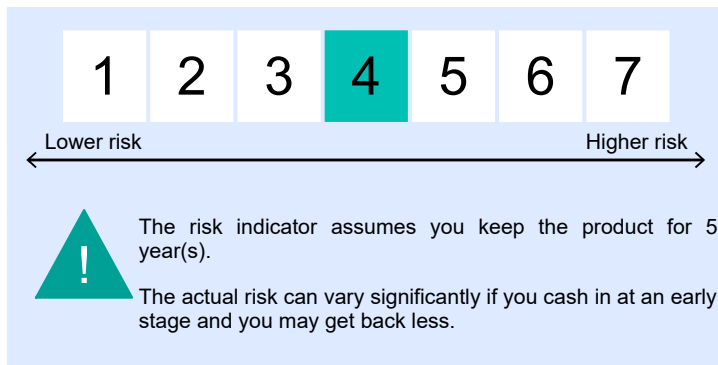 1 2 3 4 5 6 7
Lower risk Higher risk
The risk indicator assumes you keep the product for 5
year(s).
!
The actual risk can vary significantly if you cash in at an early
stage and you may get back less.